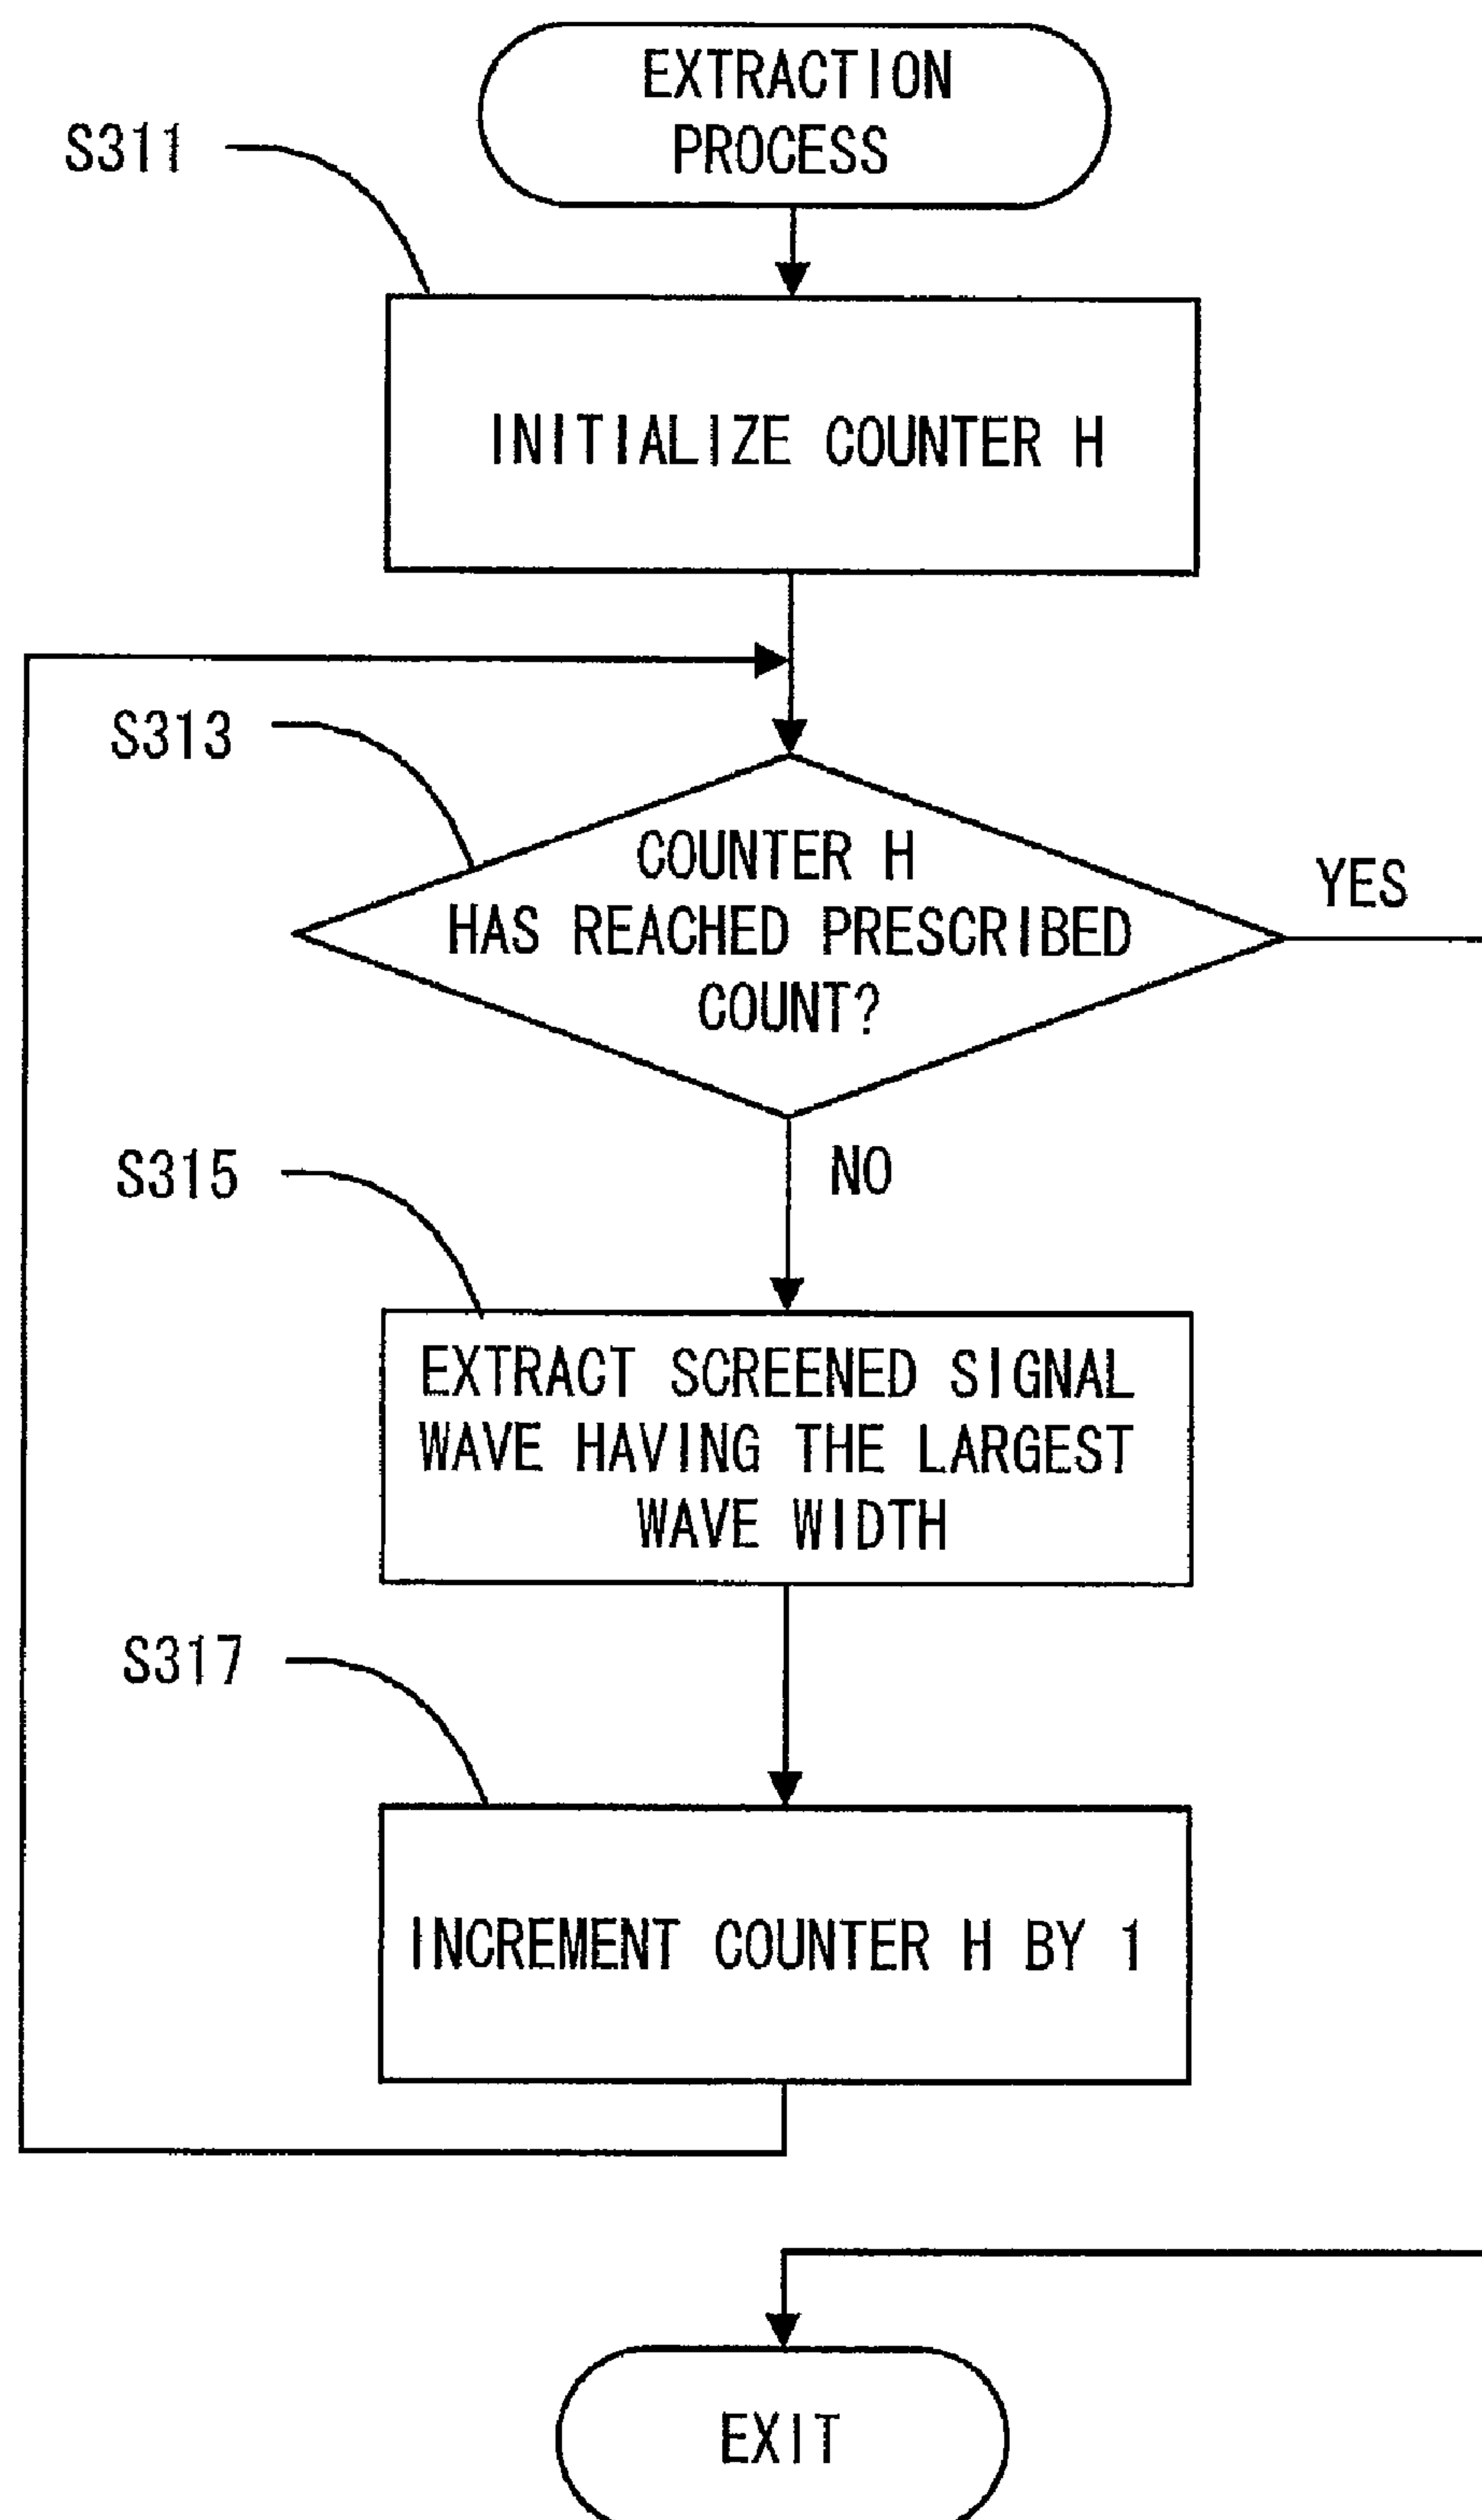 EXTRACTION
PROCESS
S311
INITIALIZE COUNTER H
S313
COUNTER H
HAS REACHED PRESCRIBED
COUNT?
YES
S315
NO
EXTRACT SCREENED SIGNAL
WAVE HAVING THE LARGEST
WAVE WIDTH
S317
INCREMENT COUNTER H BY 1
EXIT